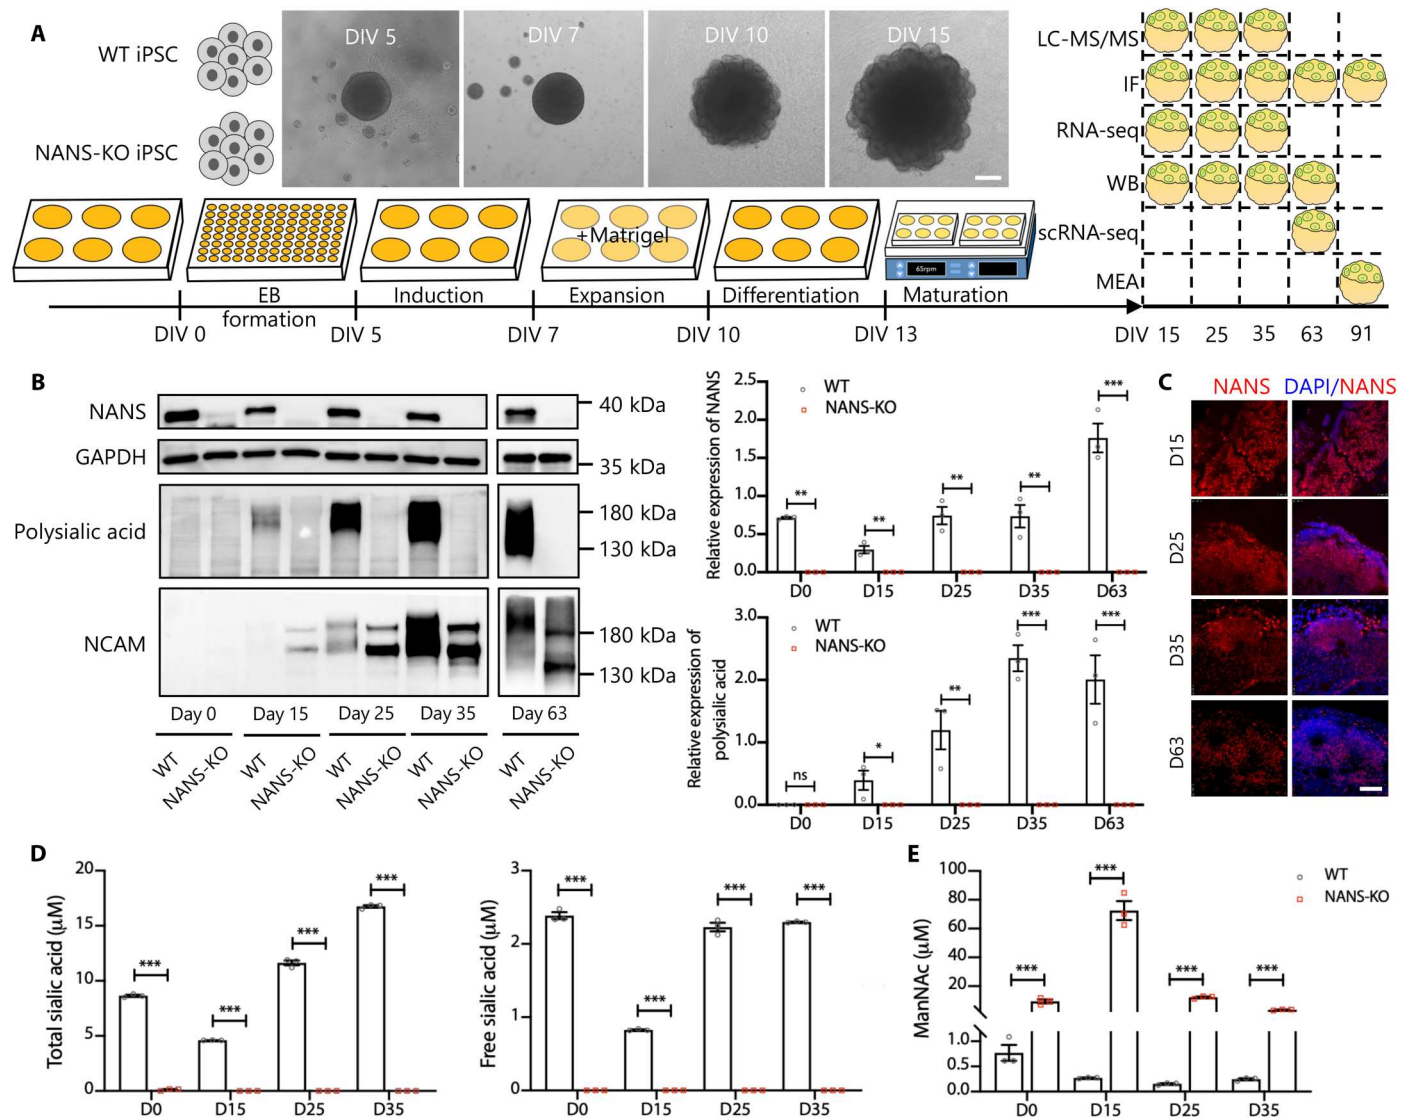 A
WT iPSC
NANS-KO iPSC
DIV 5
DIV 7
DIV 10
DIV 15
+Matrigel
65rpm
EB
formation
Induction
Expansion
Differentiation
Maturation
DIV 0
DIV 5
DIV 7
DIV 10
DIV 13
LC-MS/MS
IF
RNA-seq
WB
scRNA-seq
MEA
DIV 15 25 35 63 91
B
NANS
40 kDa
GAPDH
35 kDa
Polysialic acid
180 kDa
130 kDa
NCAM
180 kDa
130 kDa
Day 0 Day 15 Day 25 Day 35 Day 63
WT NANS-KO WT NANS-KO WT NANS-KO WT NANS-KO WT NANS-KO
Relative expression of NANS
2.5
2.0
1.5
1.0
0.5
0.0
WT
NANS-KO
** ** ** ** ***
D0 D15 D25 D35 D63
Relative expression of
polysialic acid
3.0
2.0
1.0
0.0
WT
NANS-KO
ns * ** *** ***
D0 D15 D25 D35 D63
C
NANS DAPI/NANS
D15
D25
D35
D63
D
Total sialic acid (μM)
20
15
10
5
0
*** *** *** ***
D0 D15 D25 D35
Free sialic acid (μM)
3
2
1
0
*** *** *** ***
D0 D15 D25 D35
E
ManNAc (μM)
100
80
60
40
20
1.0
0.5
0.0
*** *** *** ***
WT
NANS-KO
D0 D15 D25 D35